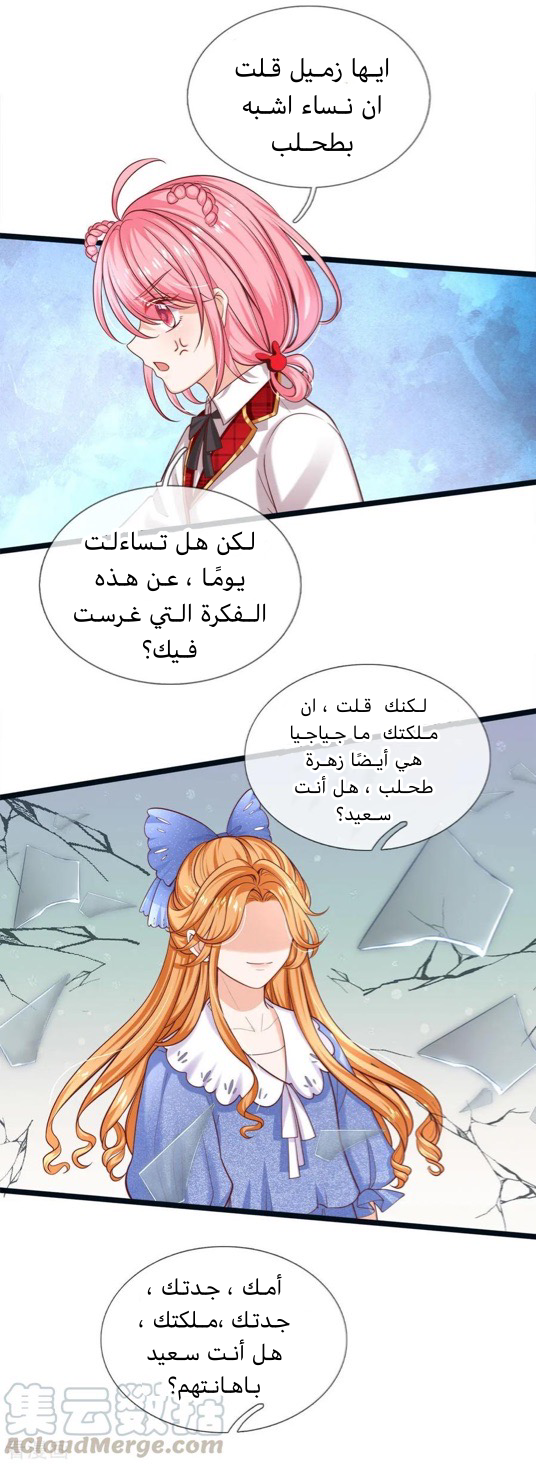 ايها زميل قلت
ان نساء اشبه
بطحلب
لكن هل تساءلت
يومًا ، عن هذه
الفكرة التي غرست
فيك؟
لكنك قلت ، ان
ملكتك ما جياجيا
هي أيضًا زهرة
طحلب ، هل أنت
سعيد؟
أمك ، جدتك ،
جدتك ،ملكتك ،
هل أنت سعيد
باهانتهم؟
集云数据
ACloudMerge.com